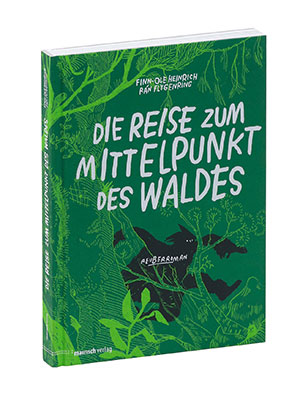 FINN-OLE HEINRICH
RÁN FLYGENRING
DIE REISE ZUM
MITTELPUNKT
DES WALDES
REUBERROMAN
mairisch verlag
DIE REISE ZUM MITTELPUNKT DES WALDES